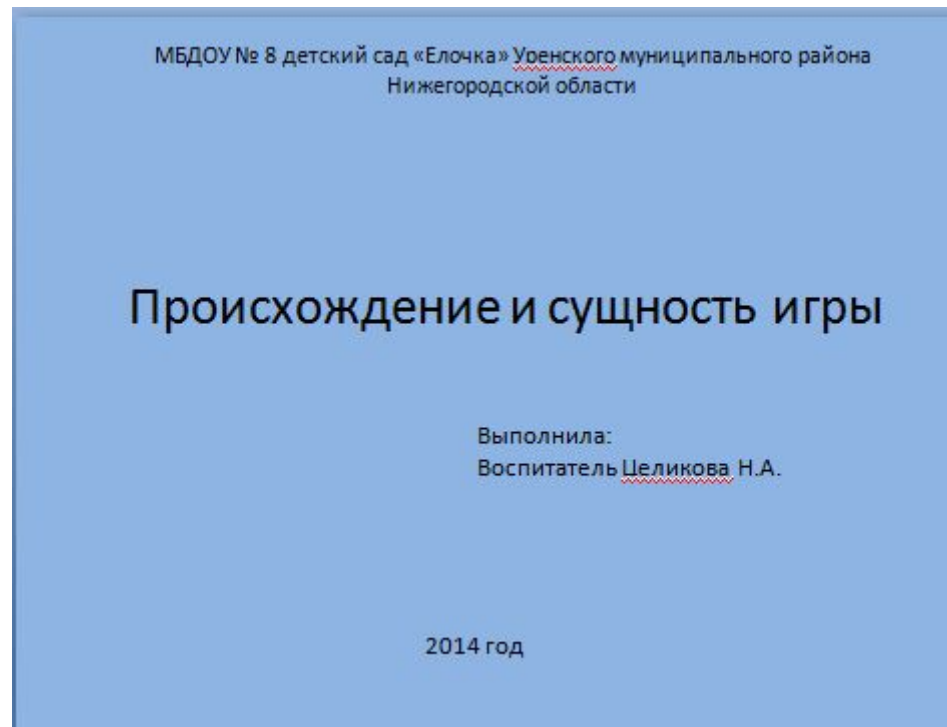 МБДОУ № 8 детский сад «Елочка» Уренского муниципального района
Нижегородской области
Происхождение и сущность игры
Выполнила:
Воспитатель Целикова Н.А.
2014 год